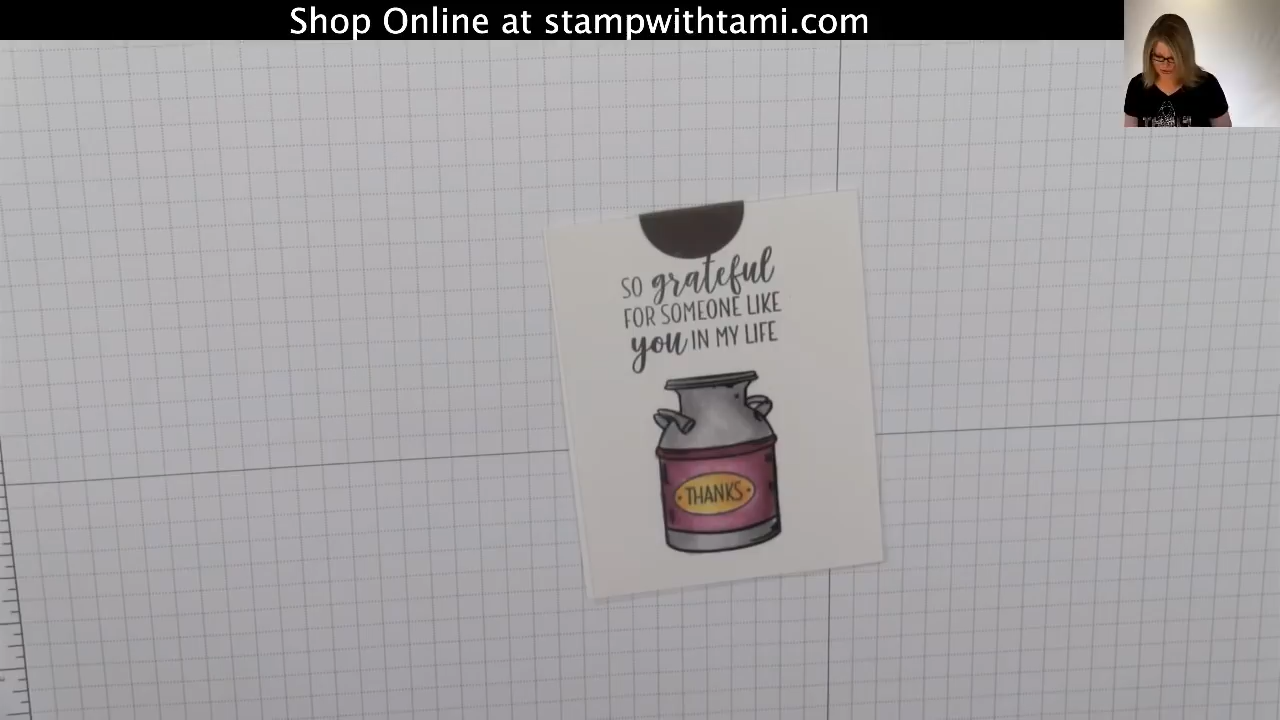 Shop Online at stampwithtami.com
SO grateful
FOR SOMEONE LIKE
you IN MY LIFE
THANKS